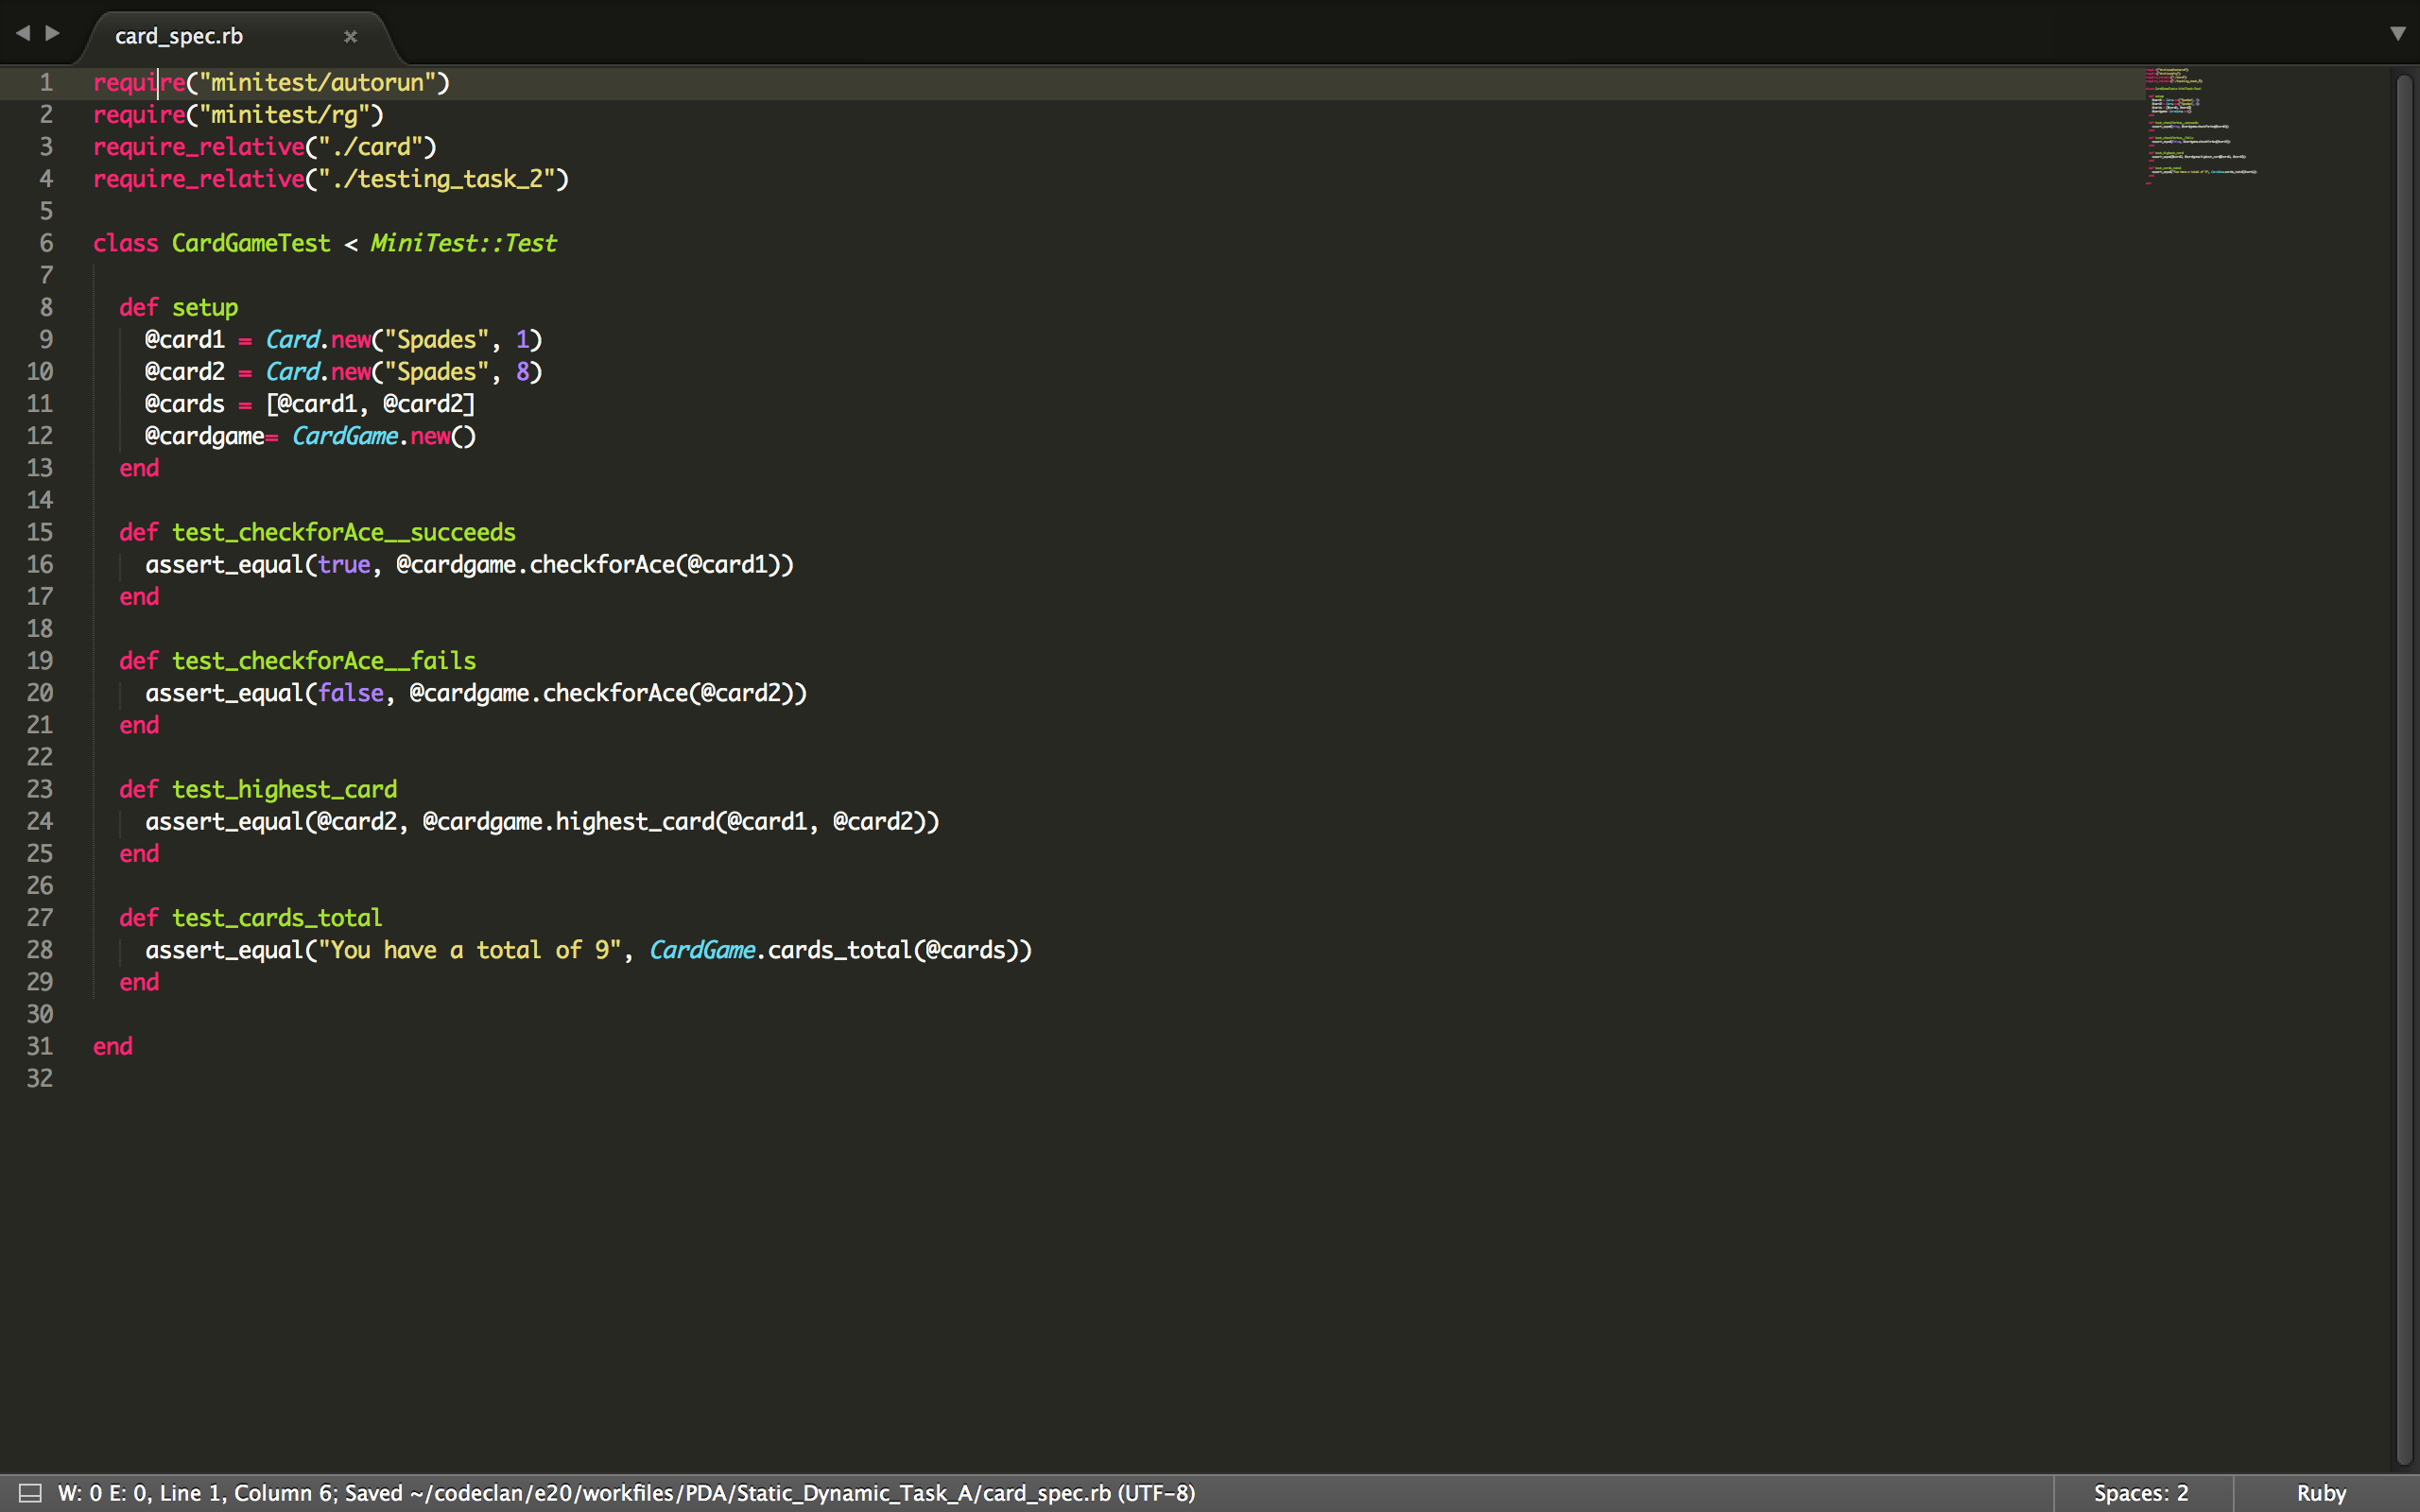 card_spec.rb
1 require("minitest/autorun")
2 require("minitest/rg")
3 require_relative("./card")
4 require_relative("./testing_task_2")
5
6 class CardGameTest < MiniTest::Test
7
8   def setup
9     @card1 = Card.new("Spades", 1)
10     @card2 = Card.new("Spades", 8)
11     @cards = [@card1, @card2]
12     @cardgame= CardGame.new()
13   end
14
15   def test_checkforAce__succeeds
16     assert_equal(true, @cardgame.checkforAce(@card1))
17   end
18
19   def test_checkforAce__fails
20     assert_equal(false, @cardgame.checkforAce(@card2))
21   end
22
23   def test_highest_card
24     assert_equal(@card2, @cardgame.highest_card(@card1, @card2))
25   end
26
27   def test_cards_total
28     assert_equal("You have a total of 9", CardGame.cards_total(@cards))
29   end
30
31 end
32
W: 0 E: 0, Line 1, Column 6; Saved ~/codeclan/e20/workfiles/PDA/Static_Dynamic_Task_A/card_spec.rb (UTF-8) Spaces: 2 Ruby